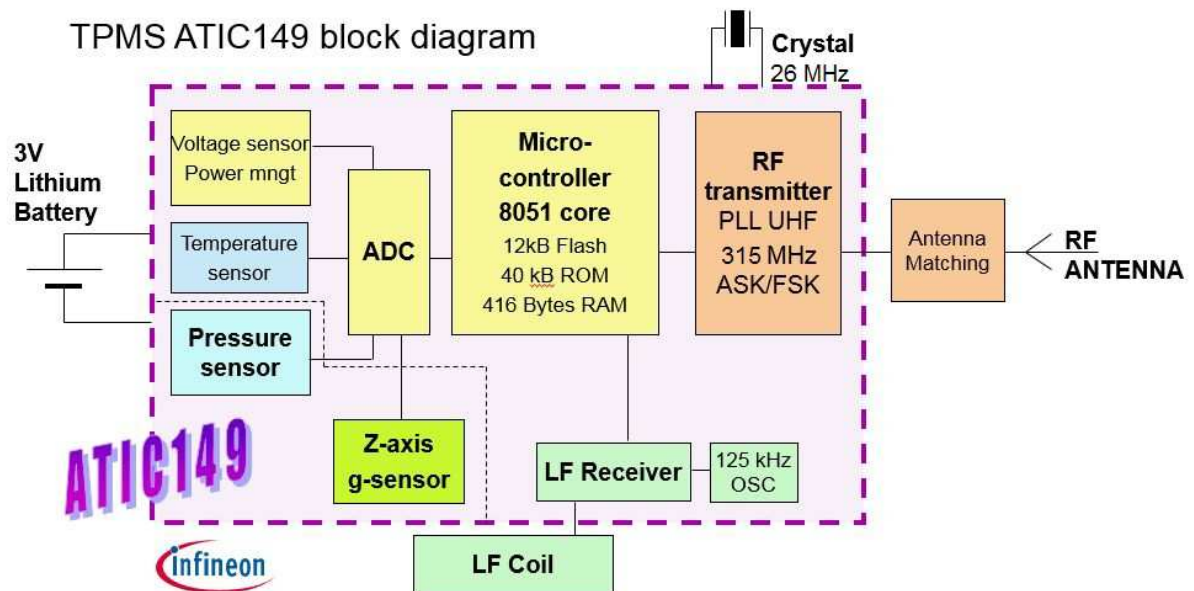 TPMS ATIC149 block diagram
Crystal
26 MHz
3V
Lithium
Battery
Voltage sensor
Power mngt
Temperature
sensor
Pressure
sensor
ADC
Micro-
controller
8051 core
12kB Flash
40 kB ROM
416 Bytes RAM
RF
transmitter
PLL UHF
315 MHz
ASK/FSK
Antenna
Matching
RF
ANTENNA
Z-axis
g-sensor
LF Receiver
125 kHz
OSC
ATIC149
LF Coil
infineon